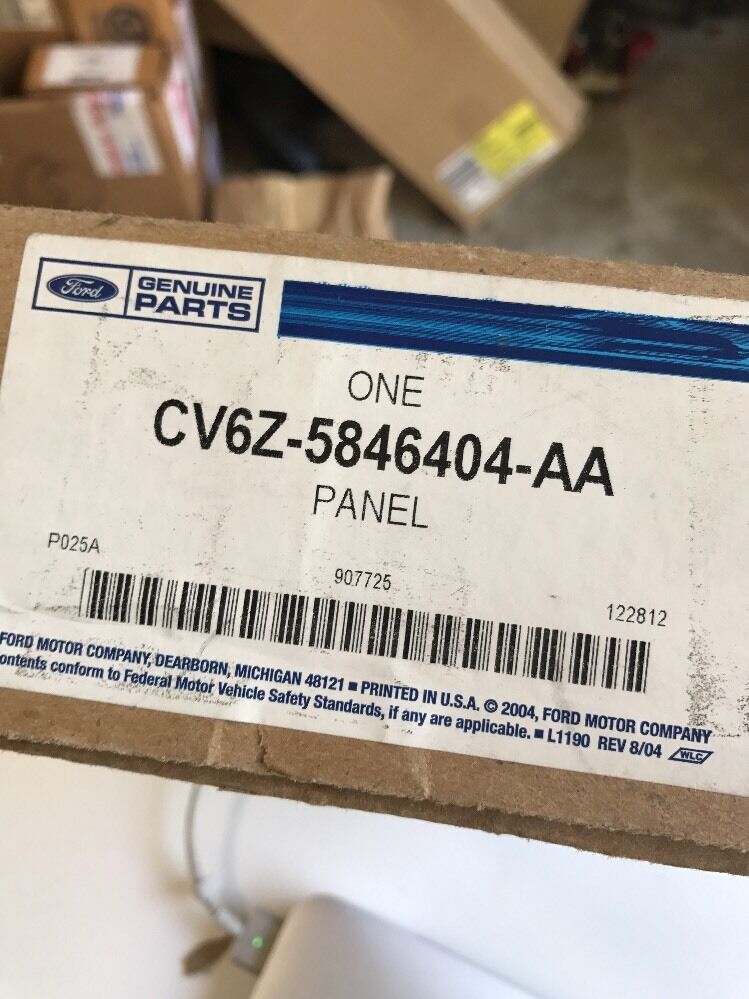 Ford
GENUINE
PARTS
ONE
CV6Z-5846404-AA
PANEL
P025A
907725
122812
FORD MOTOR COMPANY, DEARBORN, MICHIGAN 48121 ■ PRINTED IN U.S.A. © 2004, FORD MOTOR COMPANY
ontents conform to Federal Motor Vehicle Safety Standards, if any are applicable. ■ L1190 REV 8/04 WLC